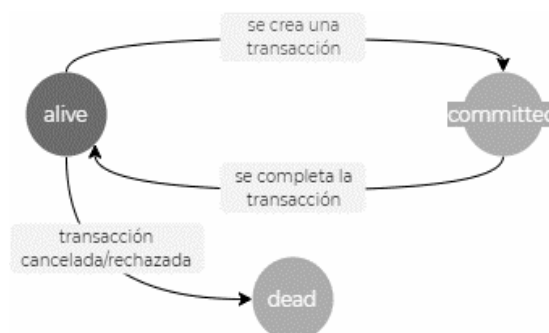 se crea una
transacción
alive
committed
se completa la
transacción
transacción
cancelada/rechazada
dead